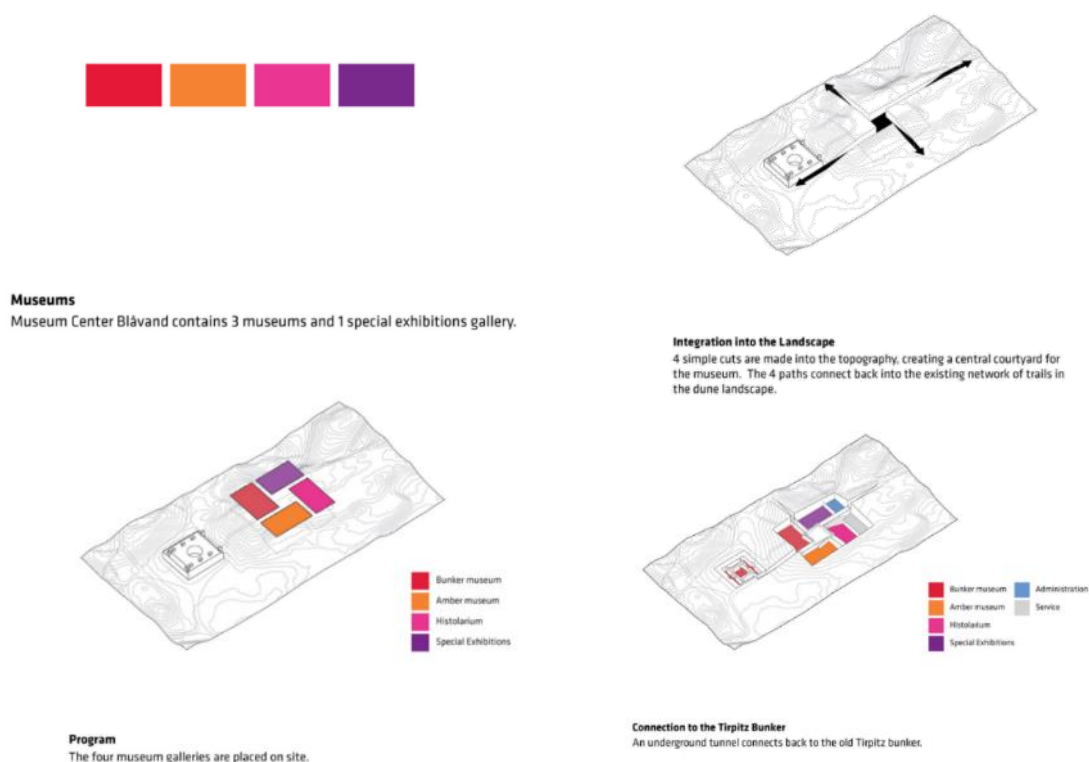 Museums
Museum Center Blåvand contains 3 museums and 1 special exhibitions gallery.
Integration into the Landscape
4 simple cuts are made into the topography, creating a central courtyard for
the museum. The 4 paths connect back into the existing network of trails in
the dune landscape.
Bunker museum
Amber museum
Histolarium
Special Exhibitions
Program
The four museum galleries are placed on site.
Bunker museum
Administration
Amber museum
Service
Histolarium
Special Exhibitions
Connection to the Tirpitz Bunker
An underground tunnel connects back to the old Tirpitz bunker.